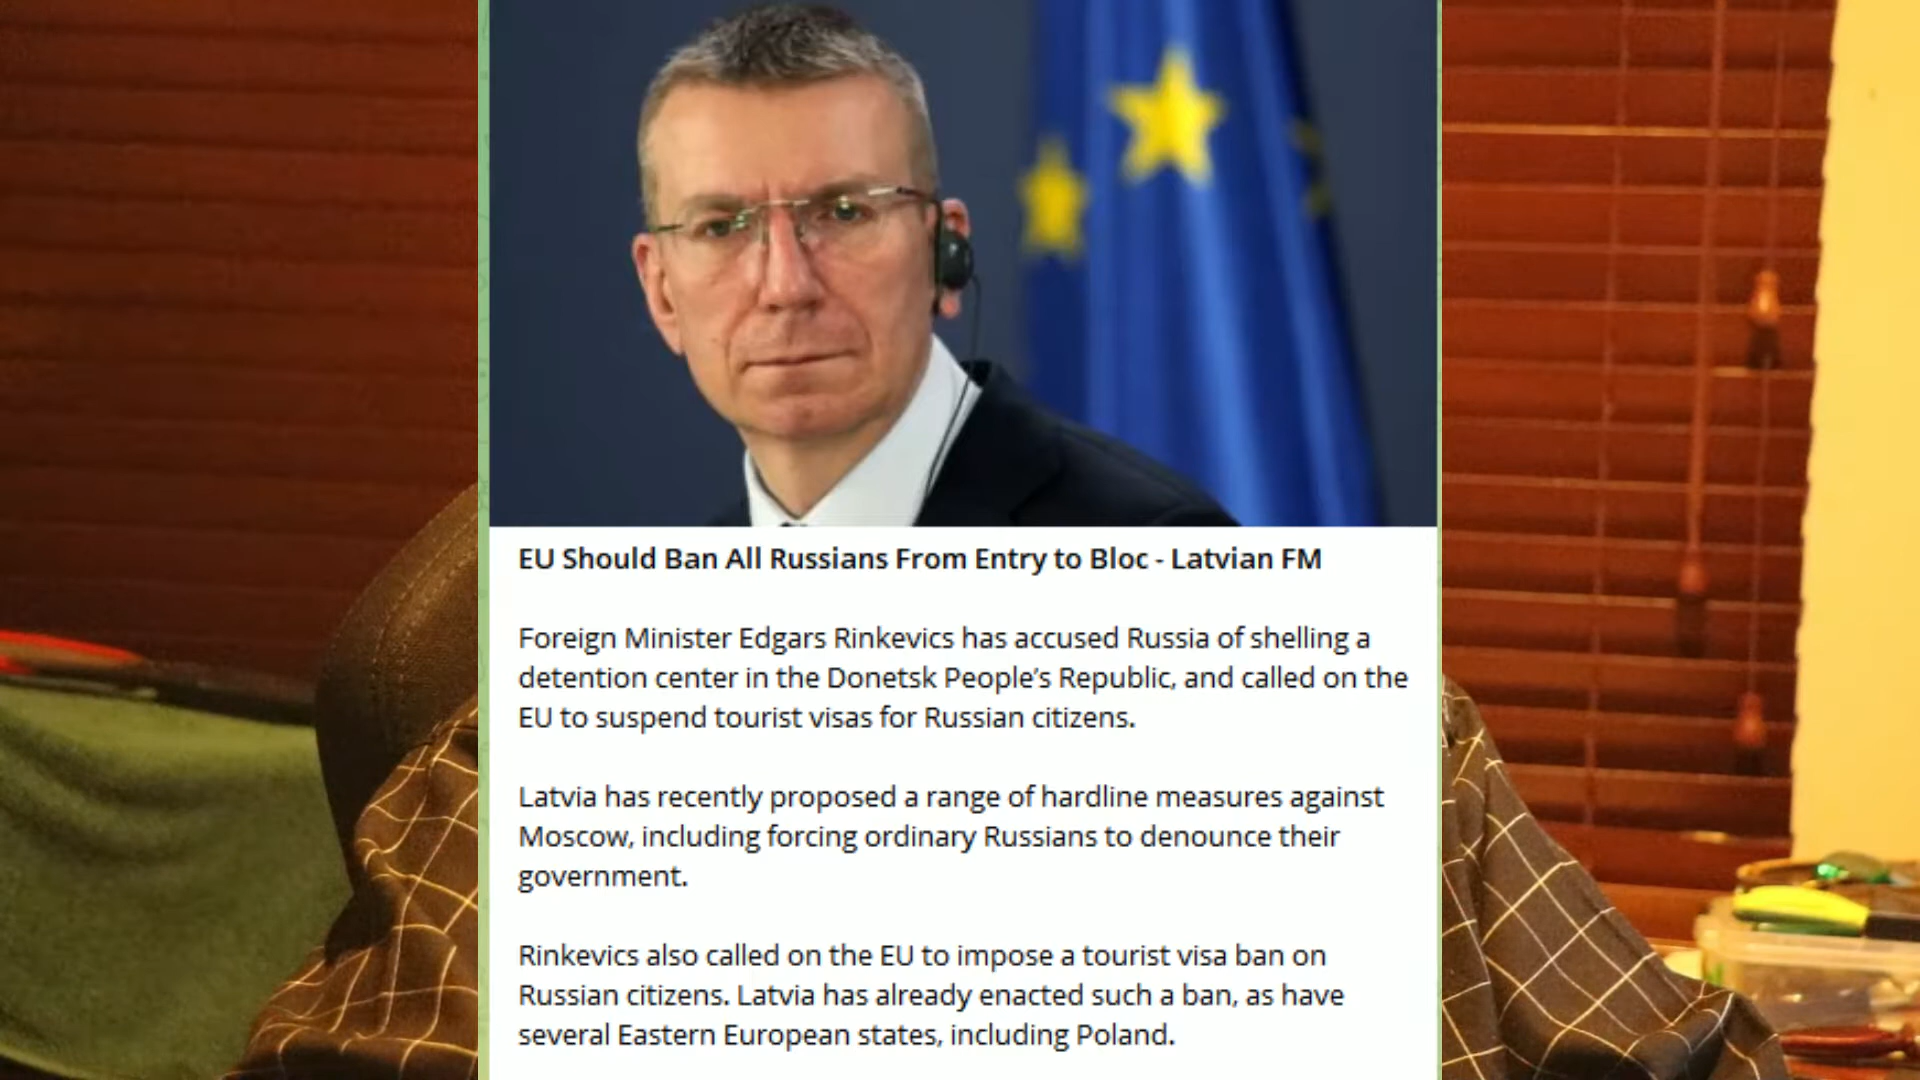 EU Should Ban All Russians From Entry to Bloc - Latvian FM
Foreign Minister Edgars Rinkevics has accused Russia of shelling a
detention center in the Donetsk People’s Republic, and called on the
EU to suspend tourist visas for Russian citizens.
Latvia has recently proposed a range of hardline measures against
Moscow, including forcing ordinary Russians to denounce their
government.
Rinkevics also called on the EU to impose a tourist visa ban on
Russian citizens. Latvia has already enacted such a ban, as have
several Eastern European states, including Poland.